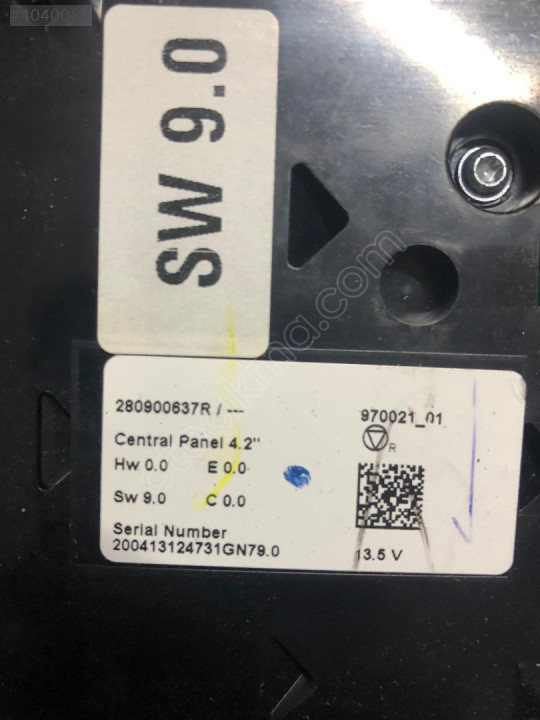 SW 9.0
280900637R / ---
970021_01
R
Central Panel 4.2"
Hw 0.0 E 0.0
Sw 9.0 C 0.0
Serial Number
200413124731GN79.0
13.5 V